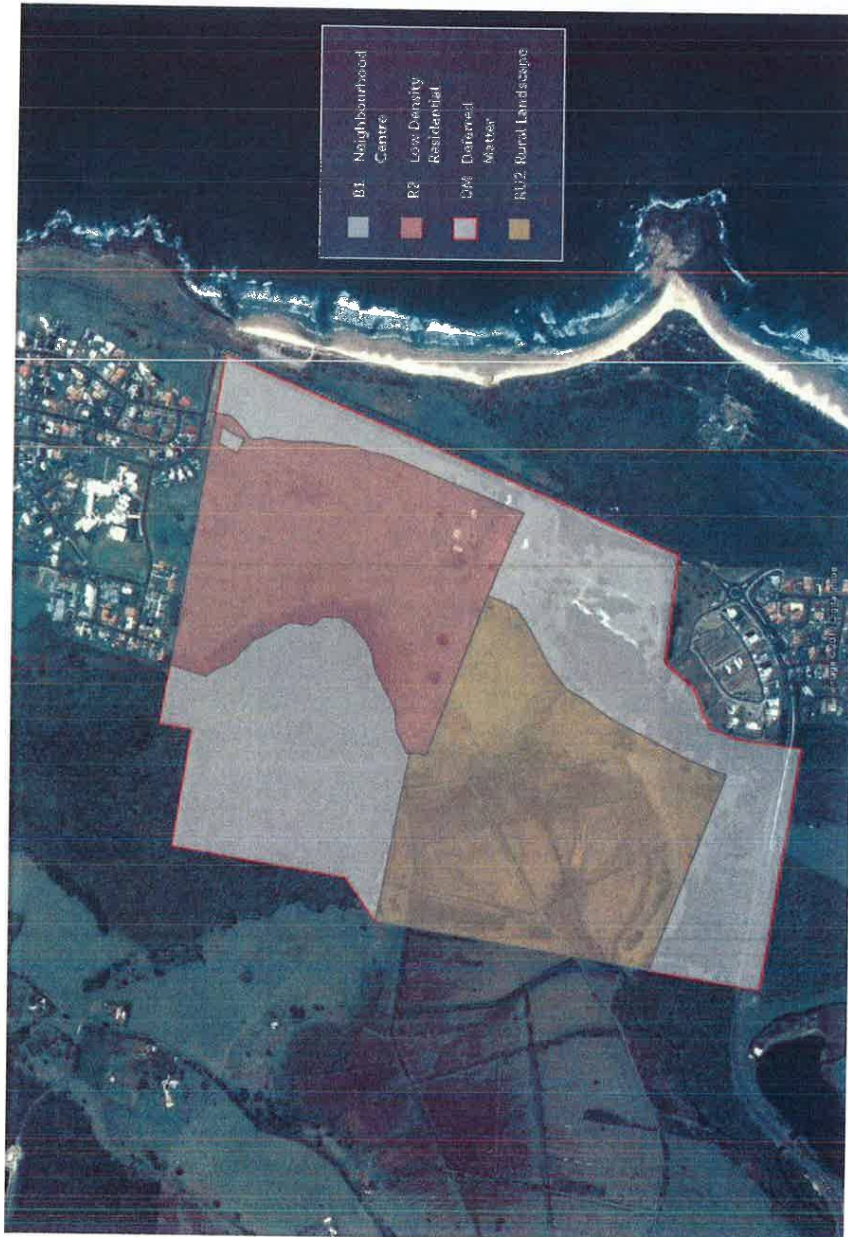 B1 Neighbourhood
Centre
R2 Low Density
Residential
DM Deferred
Matter
RU2 Rural Landscape